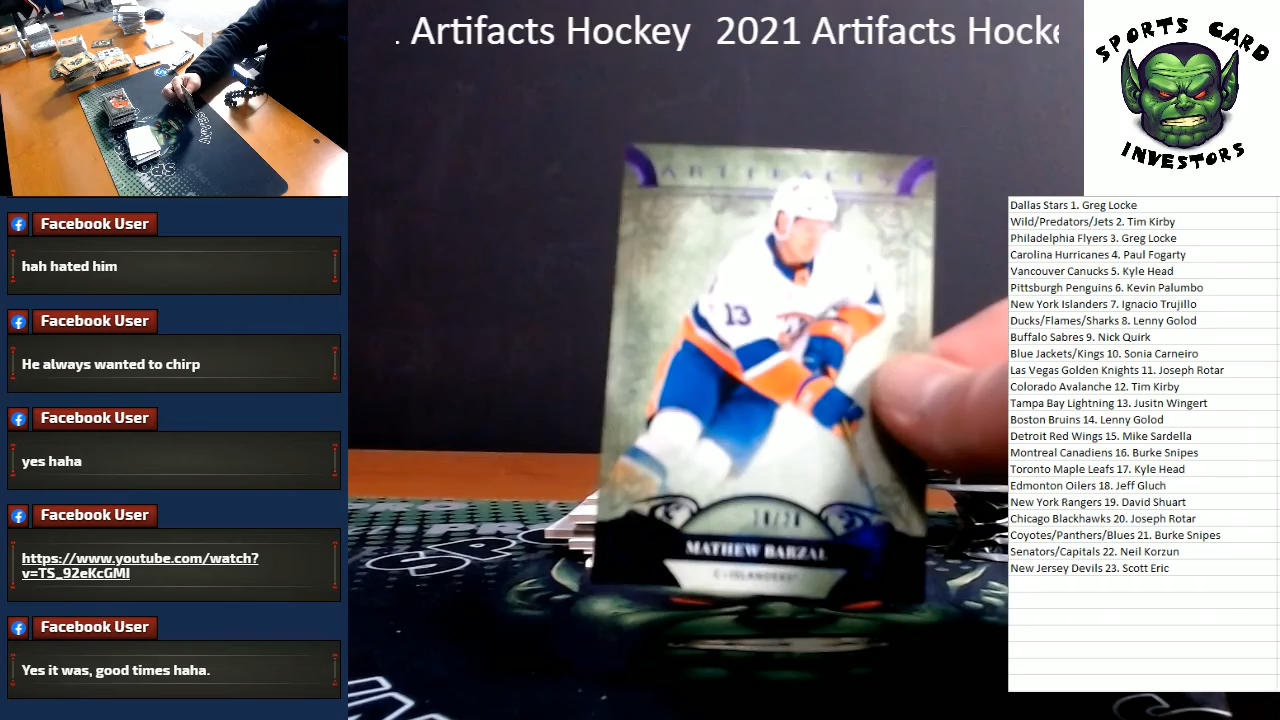 . Artifacts Hockey 2021 Artifacts Hocke
SPORTS CARD
INVESTORS
Facebook User
hah hated him
Facebook User
He always wanted to chirp
Facebook User
yes haha
Facebook User
https://www.youtube.com/watch?
v=TS_92eKcGMI
Facebook User
Yes it was, good times haha.
ARTIFACTS
13
MATHEW BARZAL
C • ISLANDERS
Dallas Stars 1. Greg Locke
Wild/Predators/Jets 2. Tim Kirby
Philadelphia Flyers 3. Greg Locke
Carolina Hurricanes 4. Paul Fogarty
Vancouver Canucks 5. Kyle Head
Pittsburgh Penguins 6. Kevin Palumbo
New York Islanders 7. Ignacio Trujillo
Ducks/Flames/Sharks 8. Lenny Golod
Buffalo Sabres 9. Nick Quirk
Blue Jackets/Kings 10. Sonia Carneiro
Las Vegas Golden Knights 11. Joseph Rotar
Colorado Avalanche 12. Tim Kirby
Tampa Bay Lightning 13. Jusitn Wingert
Boston Bruins 14. Lenny Golod
Detroit Red Wings 15. Mike Sardella
Montreal Canadiens 16. Burke Snipes
Toronto Maple Leafs 17. Kyle Head
Edmonton Oilers 18. Jeff Gluch
New York Rangers 19. David Shuart
Chicago Blackhawks 20. Joseph Rotar
Coyotes/Panthers/Blues 21. Burke Snipes
Senators/Capitals 22. Neil Korzun
New Jersey Devils 23. Scott Eric